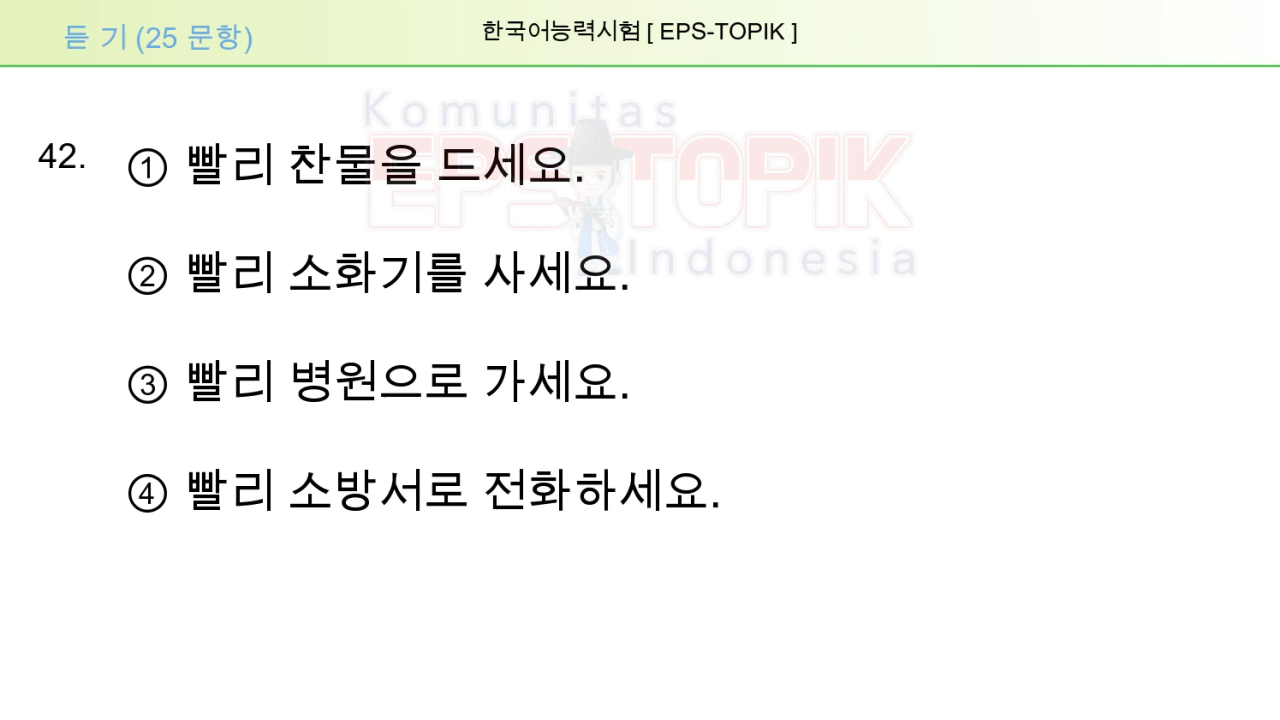 듣 기 (25 문항)
한국어능력시험 [ EPS-TOPIK ]
Komunitas
EPS TOPIK
Indonesia
42. ① 빨리 찬물을 드세요.
② 빨리 소화기를 사세요.
③ 빨리 병원으로 가세요.
④ 빨리 소방서로 전화하세요.